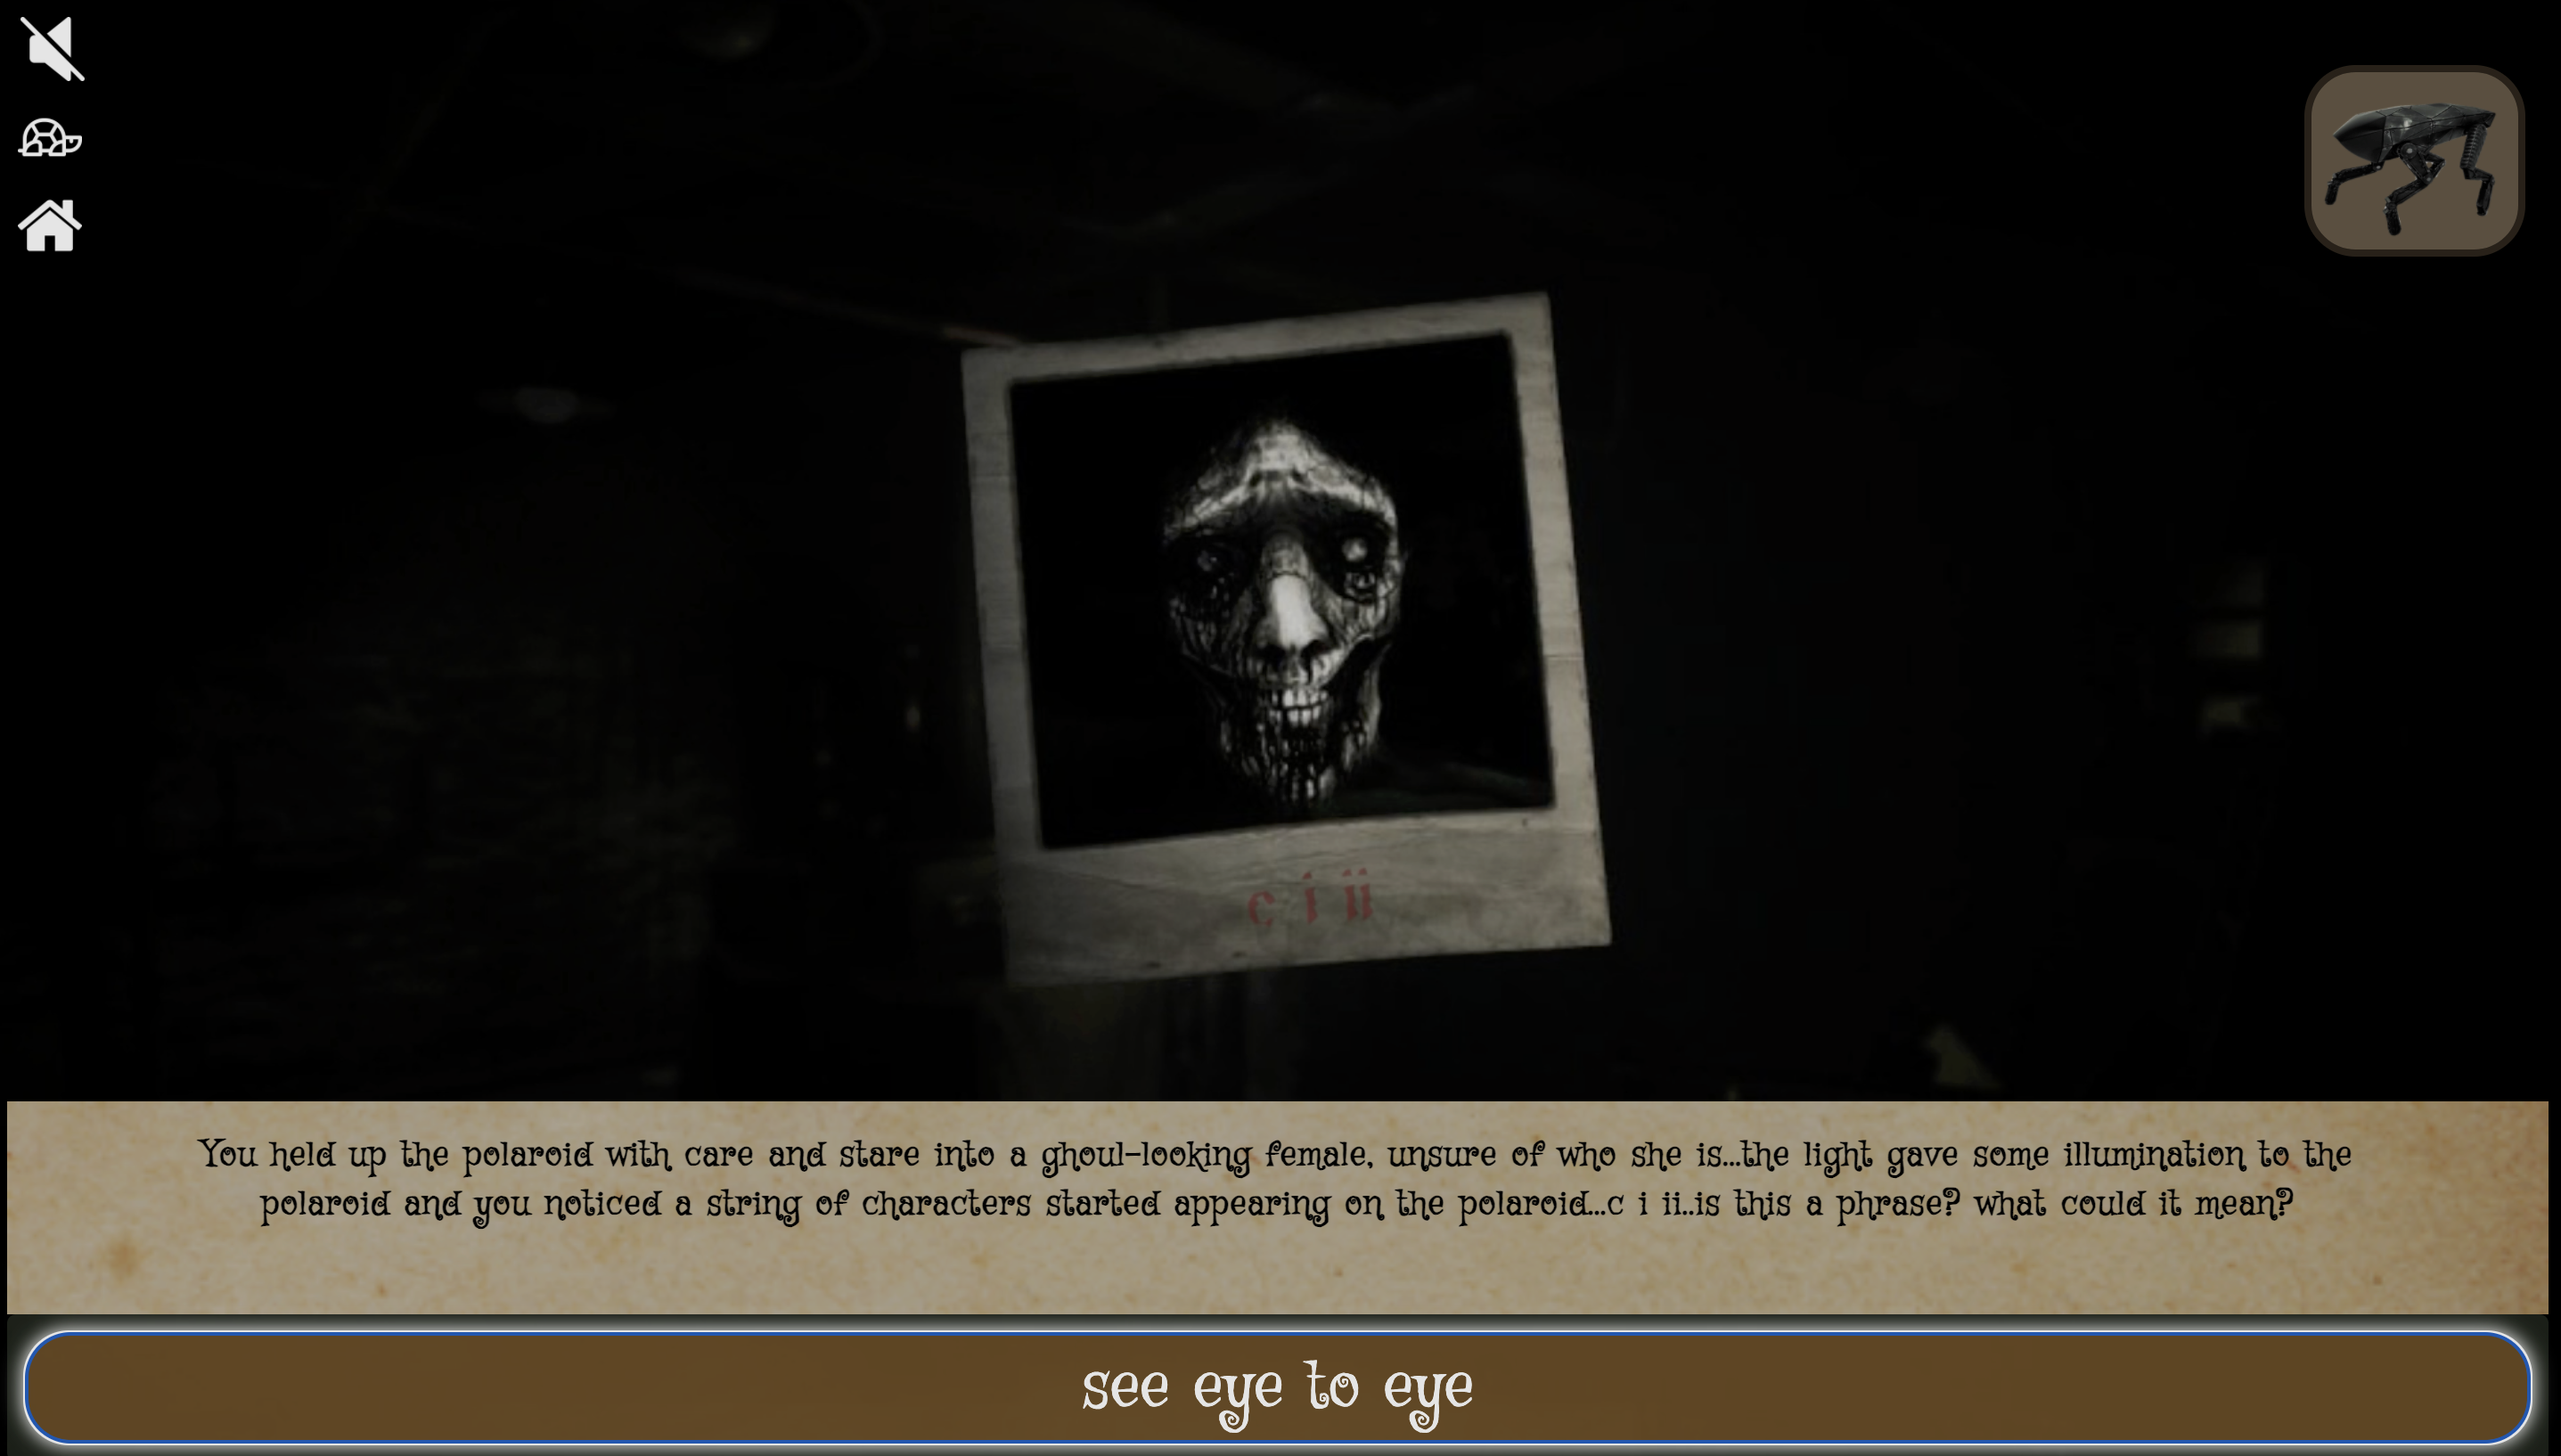 c i ii
You held up the polaroid with care and stare into a ghoul-looking female, unsure of who she is...the light gave some illumination to the
polaroid and you noticed a string of characters started appearing on the polaroid...c i ii..is this a phrase? what could it mean?
see eye to eye